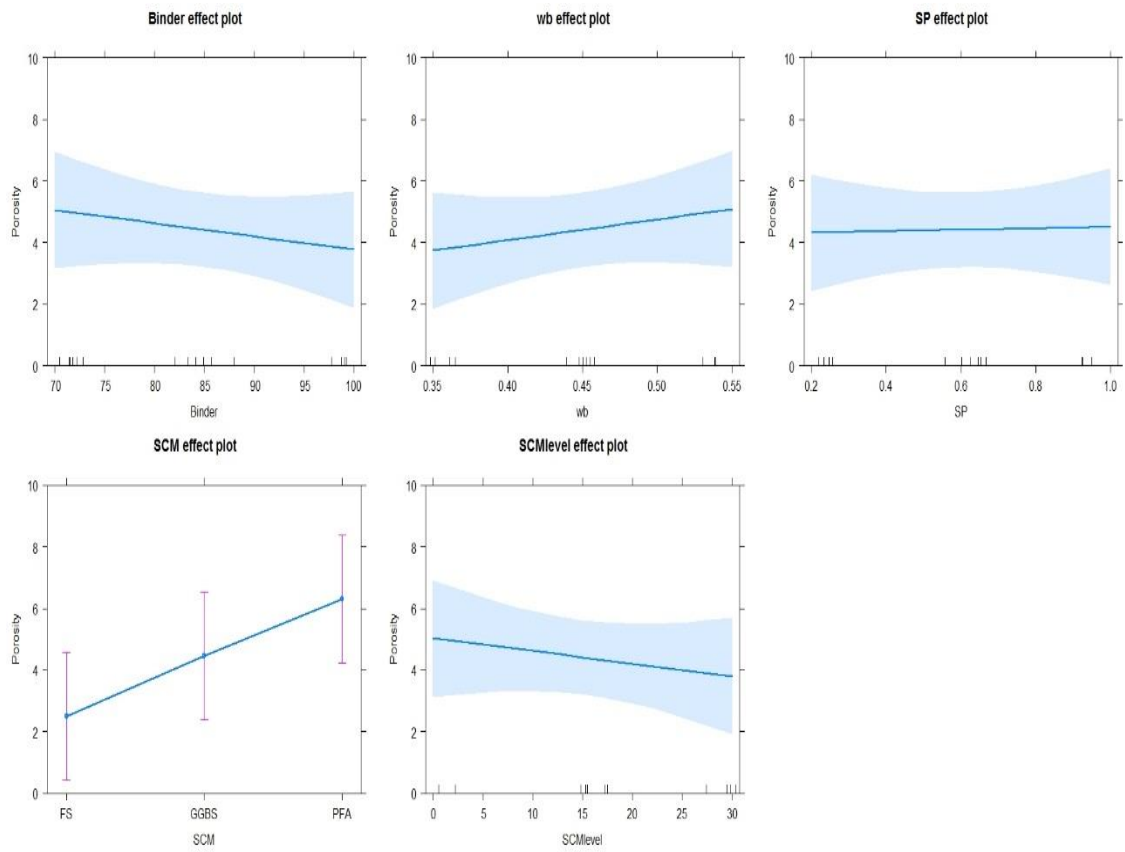 Binder effect plot
10
8
6
4
2
0
Porosity
70 75 80 85 90 95 100
Binder
wb effect plot
10
8
6
4
2
0
Porosity
0.35 0.40 0.45 0.50 0.55
wb
SP effect plot
10
8
6
4
2
0
Porosity
0.2 0.4 0.6 0.8 1.0
SP
SCM effect plot
10
8
6
4
2
0
Porosity
FS GGBS PFA
SCM
SCMlevel effect plot
10
8
6
4
2
0
Porosity
0 5 10 15 20 25 30
SCMlevel